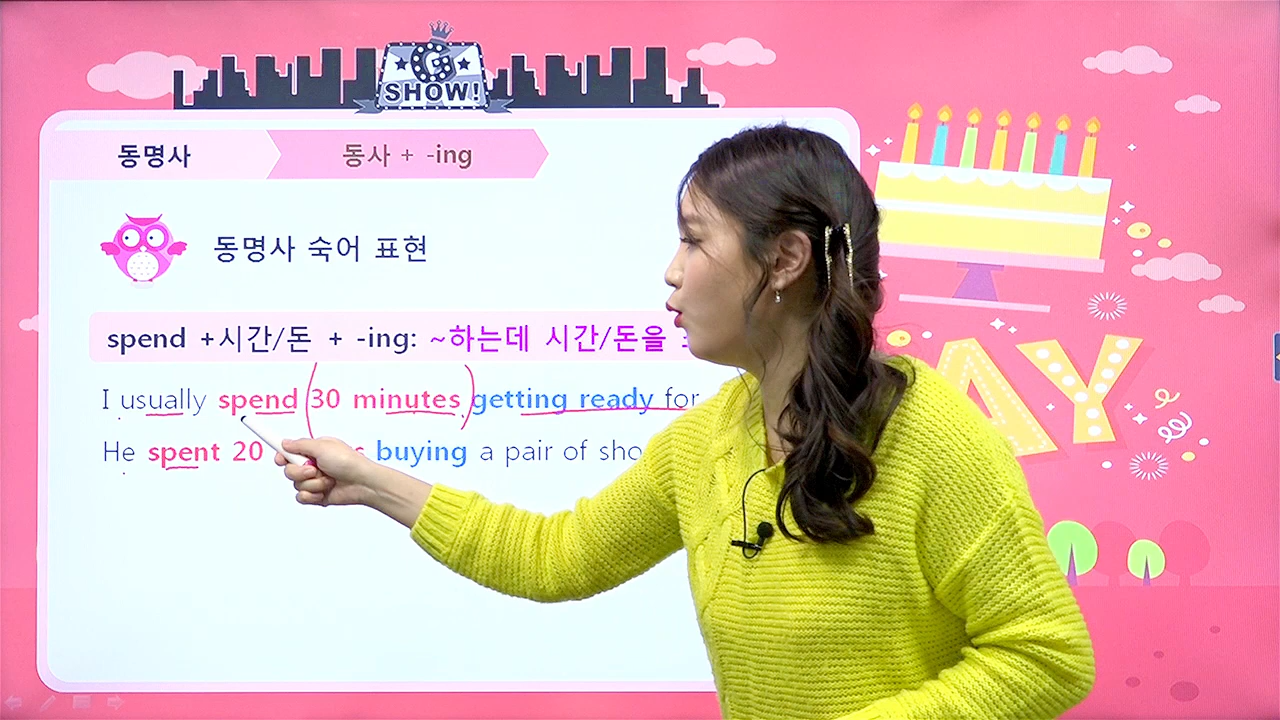 G
SHOW!
동명사 동사 + -ing
동명사 숙어 표현
spend +시간/돈 + -ing: ~하는데 시간/돈을
I usually spend 30 minutes getting ready for
He spent 20 buying a pair of
AY